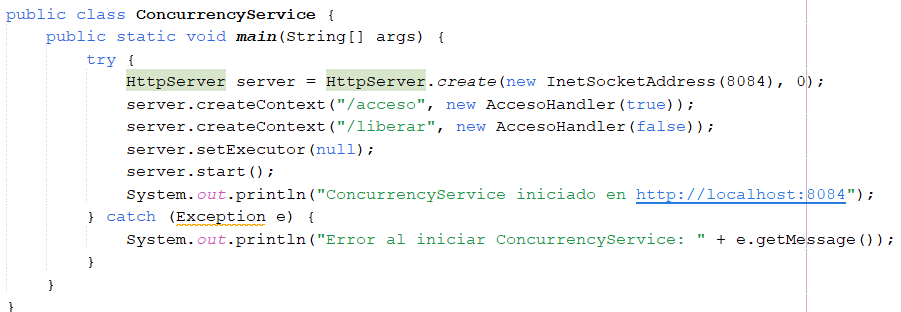 public class ConcurrencyService {
    public static void main(String[] args) {
        try {
            HttpServer server = HttpServer.create(new InetSocketAddress(8084), 0);
            server.createContext("/acceso", new AccesoHandler(true));
            server.createContext("/liberar", new AccesoHandler(false));
            server.setExecutor(null);
            server.start();
            System.out.println("ConcurrencyService iniciado en http://localhost:8084");
        } catch (Exception e) {
            System.out.println("Error al iniciar ConcurrencyService: " + e.getMessage());
        }
    }
}